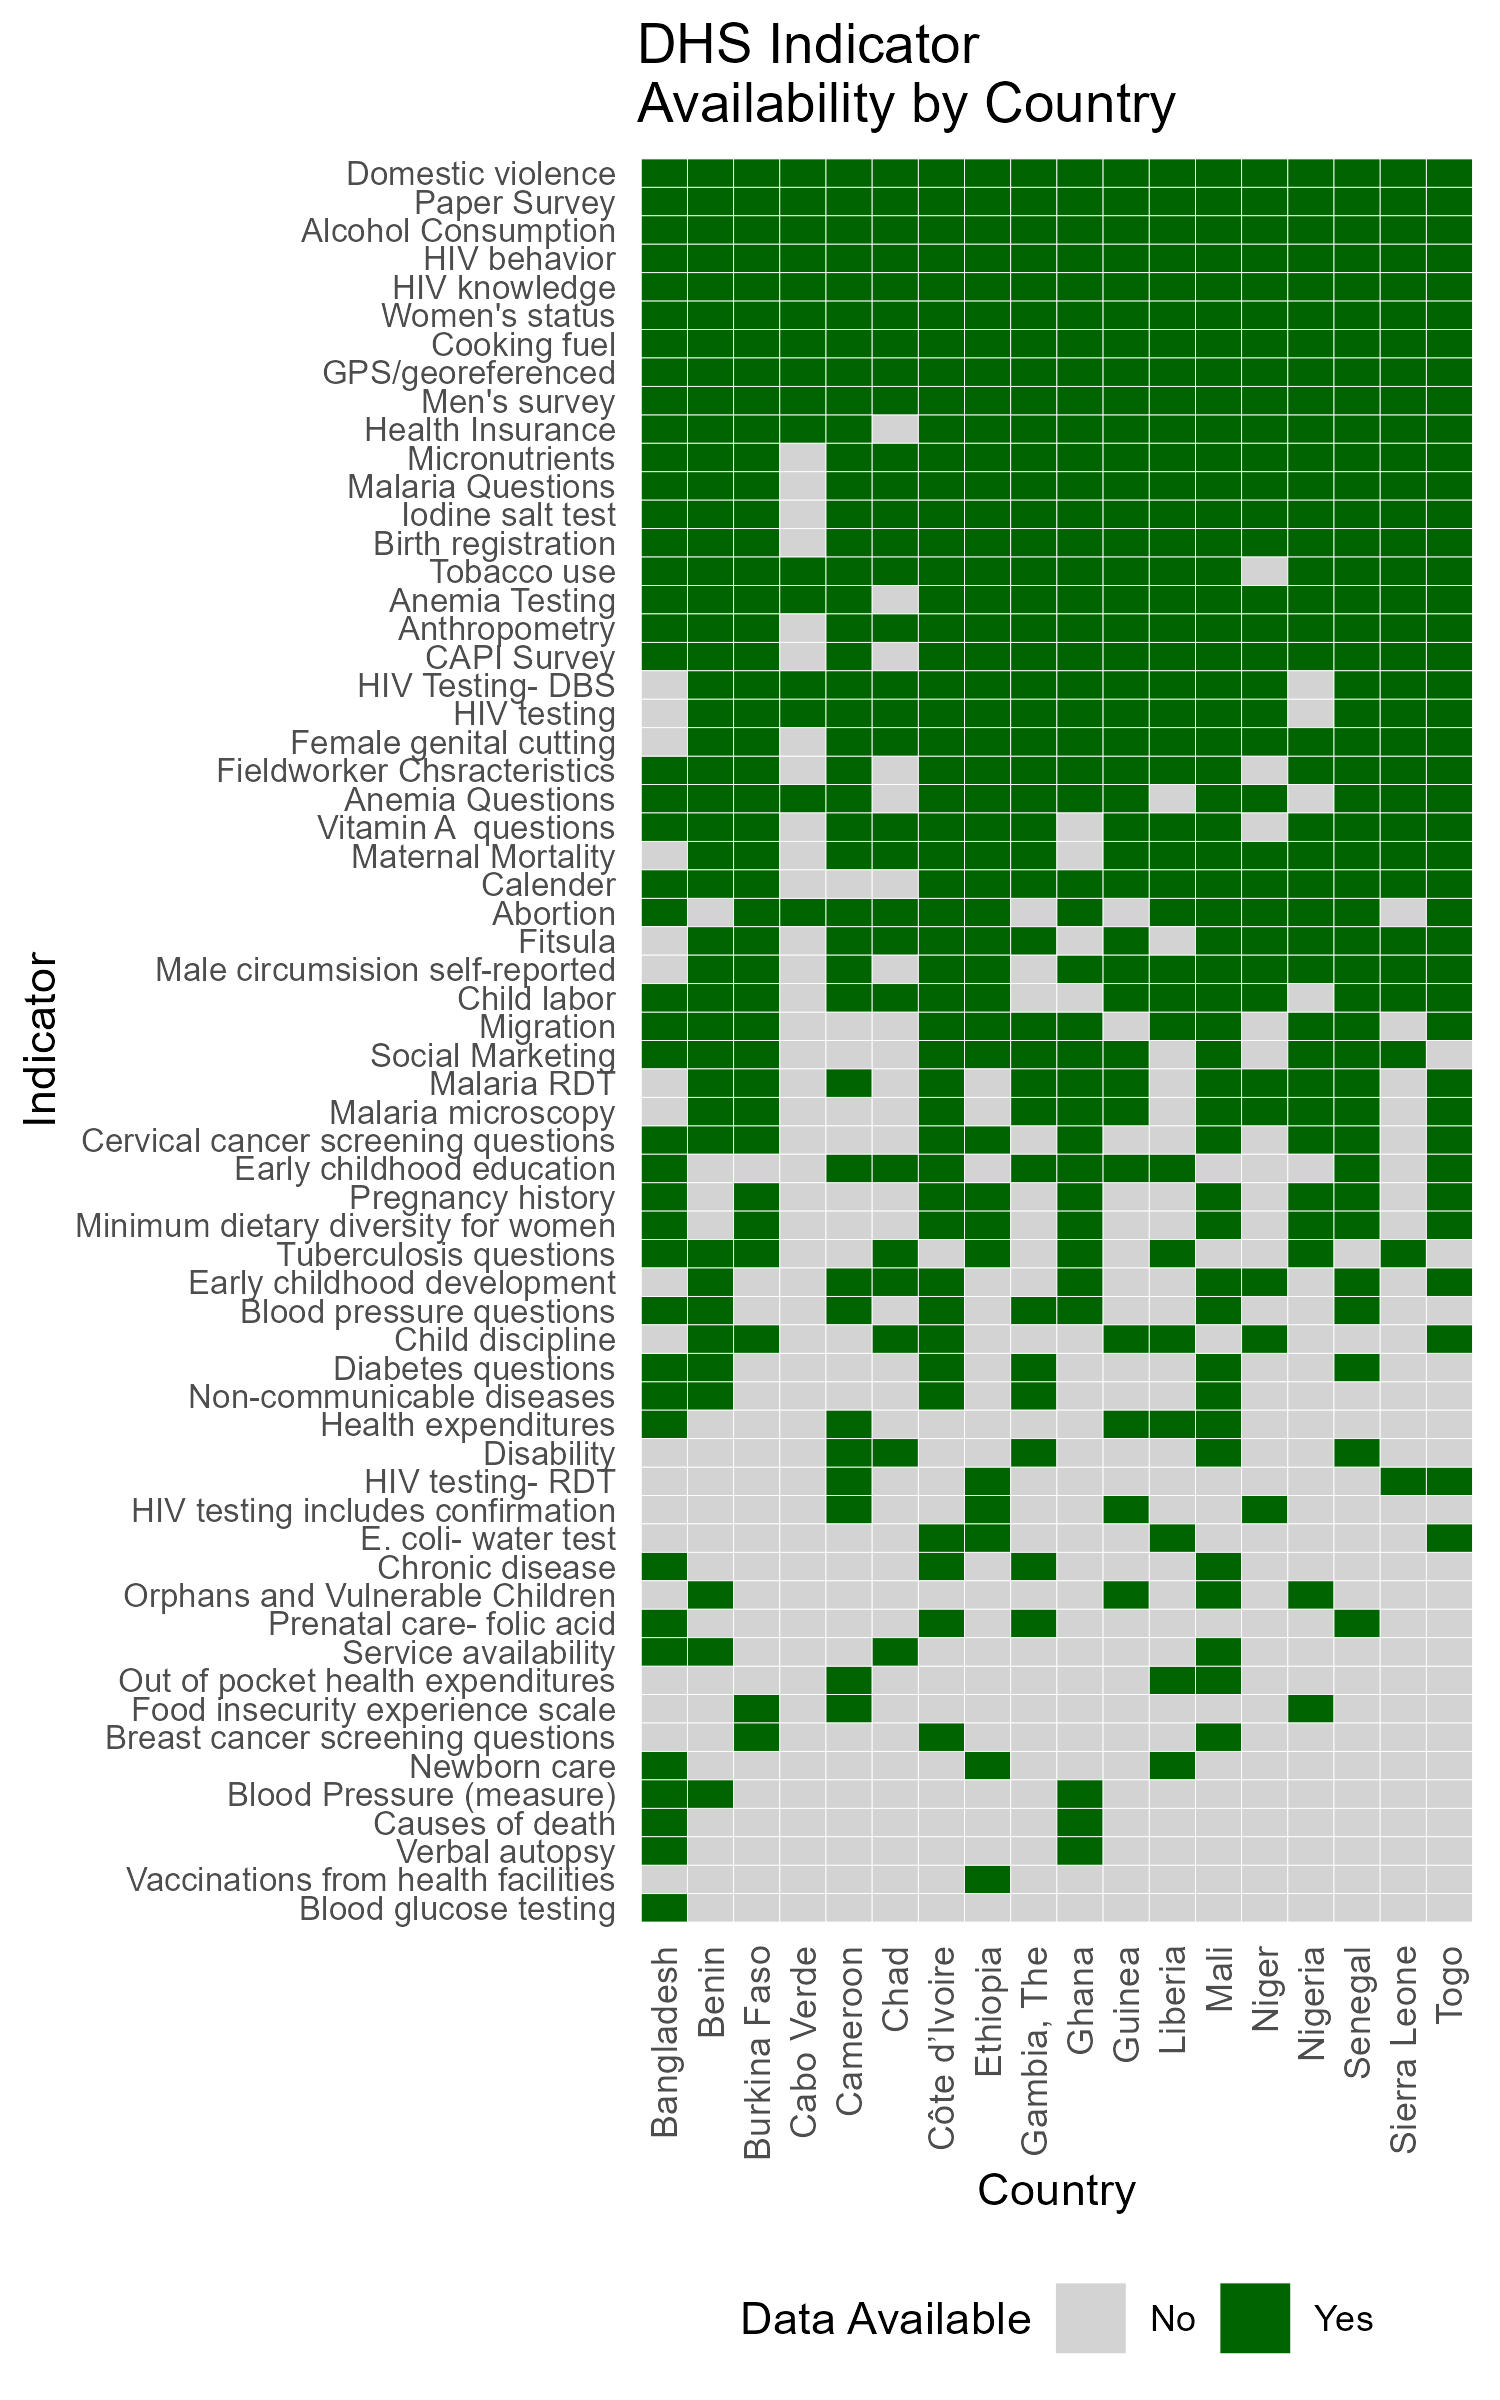 DHS Indicator
Availability by Country
Domestic violence
Paper Survey
Alcohol Consumption
HIV behavior
HIV knowledge
Women's status
Cooking fuel
GPS/georeferenced
Men's survey
Health Insurance
Micronutrients
Malaria Questions
Iodine salt test
Birth registration
Tobacco use
Anemia Testing
Anthropometry
CAPI Survey
HIV Testing- DBS
HIV testing
Female genital cutting
Fieldworker Chsracteristics
Anemia Questions
Vitamin A  questions
Maternal Mortality
Calender
Abortion
Fitsula
Male circumsision self-reported
Child labor
Migration
Social Marketing
Malaria RDT
Malaria microscopy
Cervical cancer screening questions
Early childhood education
Pregnancy history
Minimum dietary diversity for women
Tuberculosis questions
Early childhood development
Blood pressure questions
Child discipline
Diabetes questions
Non-communicable diseases
Health expenditures
Disability
HIV testing- RDT
HIV testing includes confirmation
E. coli- water test
Chronic disease
Orphans and Vulnerable Children
Prenatal care- folic acid
Service availability
Out of pocket health expenditures
Food insecurity experience scale
Breast cancer screening questions
Newborn care
Blood Pressure (measure)
Causes of death
Verbal autopsy
Vaccinations from health facilities
Blood glucose testing
Indicator
Bangladesh
Benin
Burkina Faso
Cabo Verde
Cameroon
Chad
Côte d’Ivoire
Ethiopia
Gambia, The
Ghana
Guinea
Liberia
Mali
Niger
Nigeria
Senegal
Sierra Leone
Togo
Country
Data Available
No
Yes